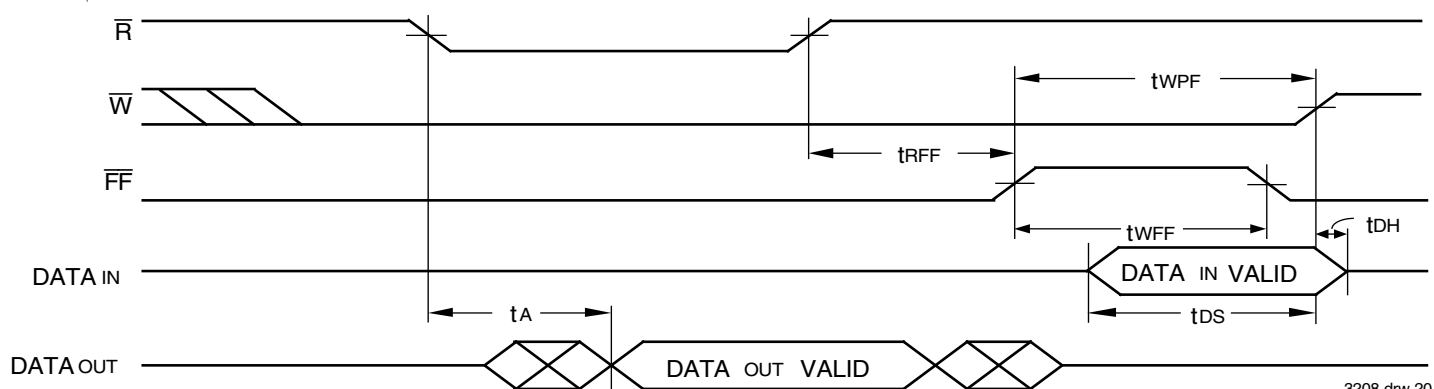 R̅
W̅
tWPF
tRFF
F̅F̅
tWFF
tDH
DATA IN
DATA IN VALID
tDS
tA
DATA OUT
DATA OUT VALID
3208 drw 20